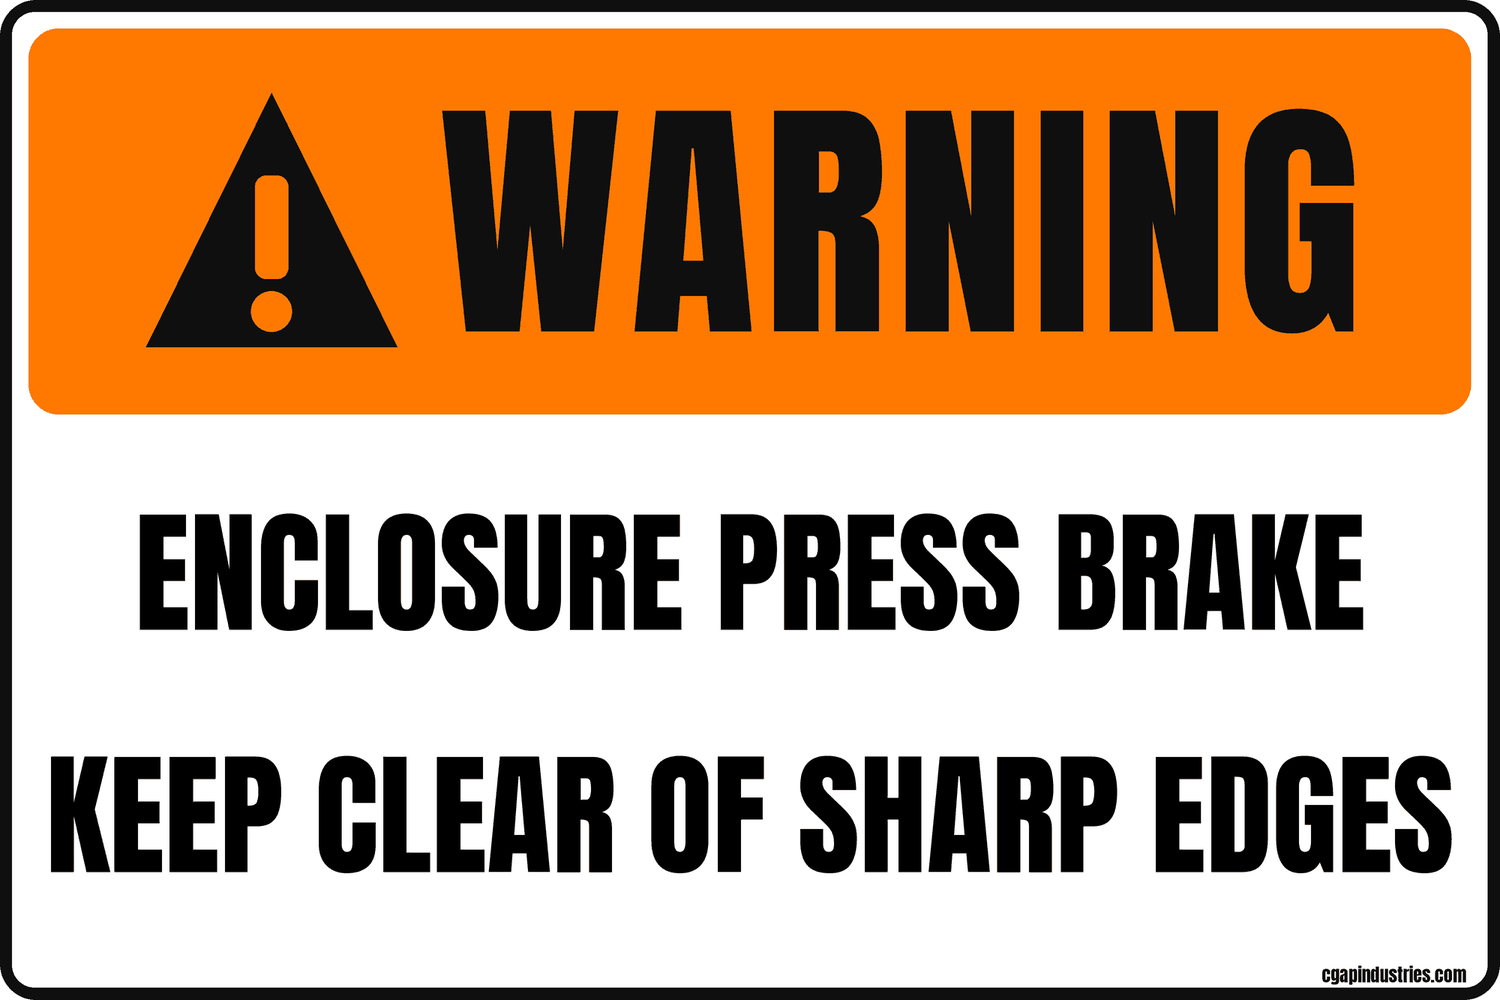 WARNING
ENCLOSURE PRESS BRAKE
KEEP CLEAR OF SHARP EDGES
cgapindustries.com